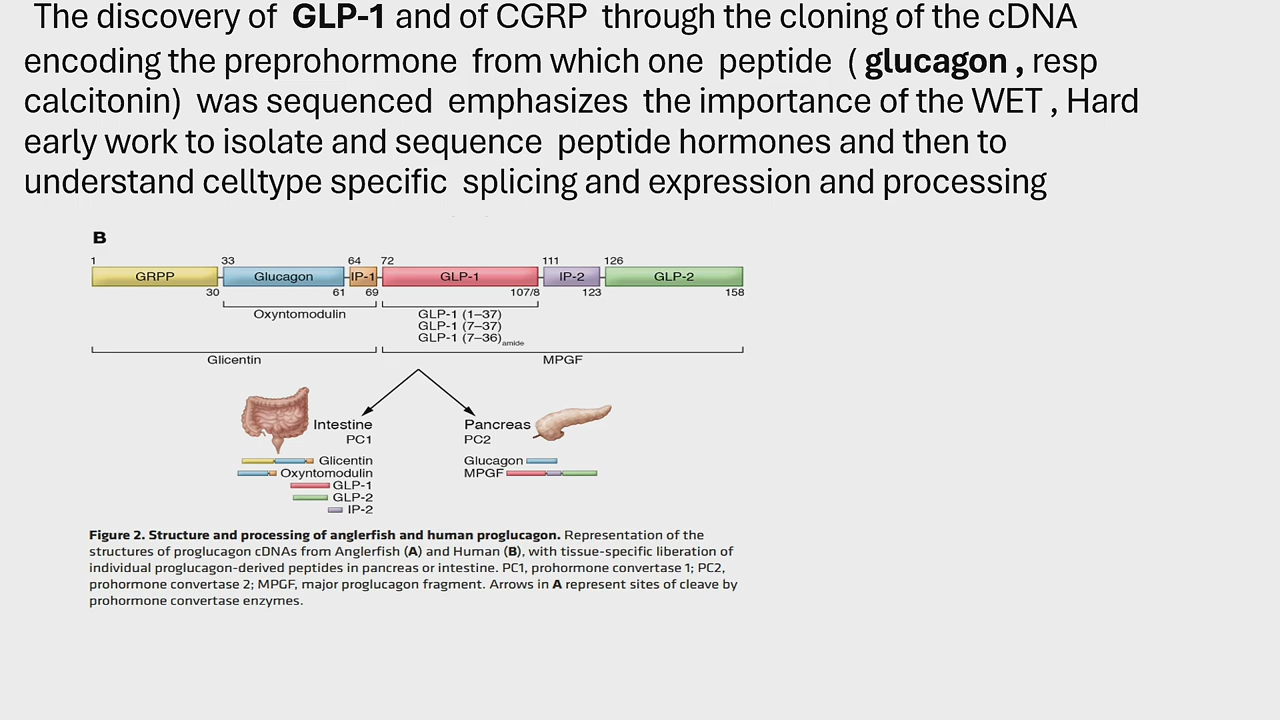 The discovery of GLP-1 and of CGRP through the cloning of the cDNA
encoding the preprohormone from which one peptide ( glucagon , resp
calcitonin) was sequenced emphasizes the importance of the WET , Hard
early work to isolate and sequence peptide hormones and then to
understand celltype specific splicing and expression and processing
B
1 33 64 72 111 126
GRPP Glucagon IP-1 GLP-1 IP-2 GLP-2
30 61 69 107/8 123 158
Oxyntomodulin GLP-1 (1–37)
GLP-1 (7–37)
GLP-1 (7–36)amide
Glicentin MPGF
Intestine Pancreas
PC1 PC2
Glicentin Glucagon
Oxyntomodulin MPGF
GLP-1
GLP-2
IP-2
Figure 2. Structure and processing of anglerfish and human proglucagon. Representation of the
structures of proglucagon cDNAs from Anglerfish (A) and Human (B), with tissue-specific liberation of
individual proglucagon-derived peptides in pancreas or intestine. PC1, prohormone convertase 1; PC2,
prohormone convertase 2; MPGF, major proglucagon fragment. Arrows in A represent sites of cleave by
prohormone convertase enzymes.